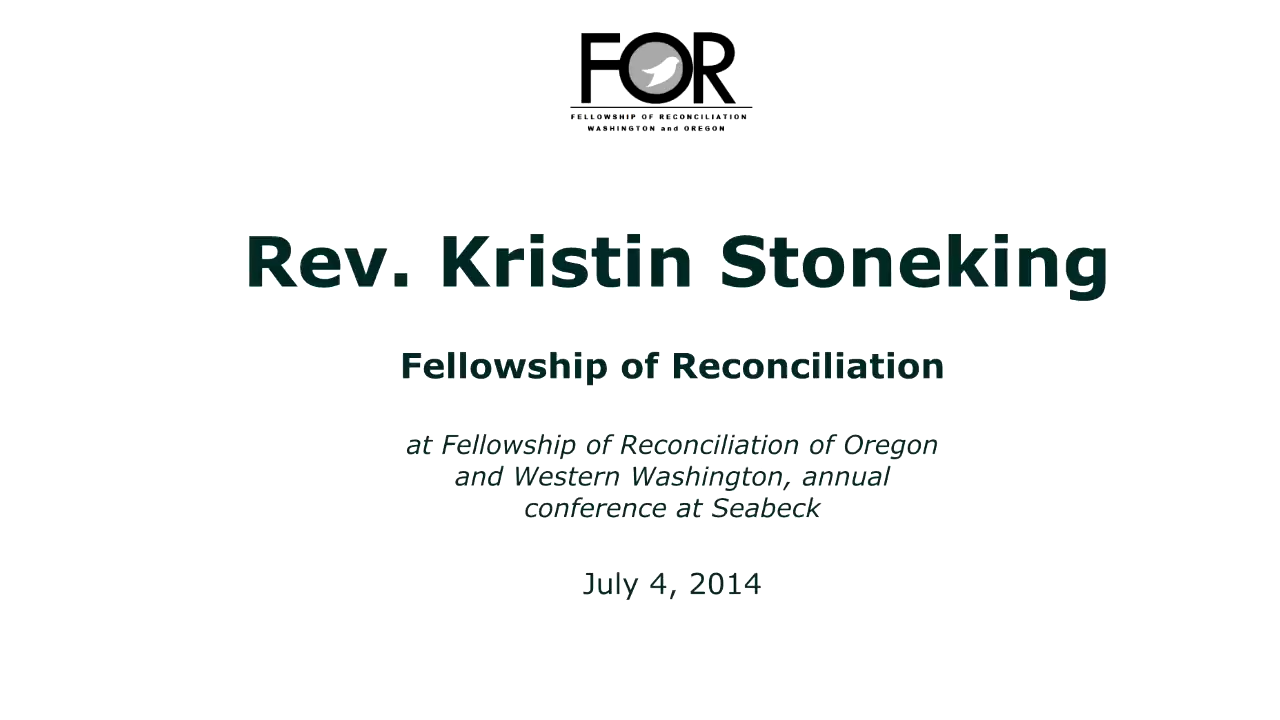 FOR
FELLOWSHIP OF RECONCILIATION
WASHINGTON and OREGON
Rev. Kristin Stoneking
Fellowship of Reconciliation
at Fellowship of Reconciliation of Oregon
and Western Washington, annual
conference at Seabeck
July 4, 2014